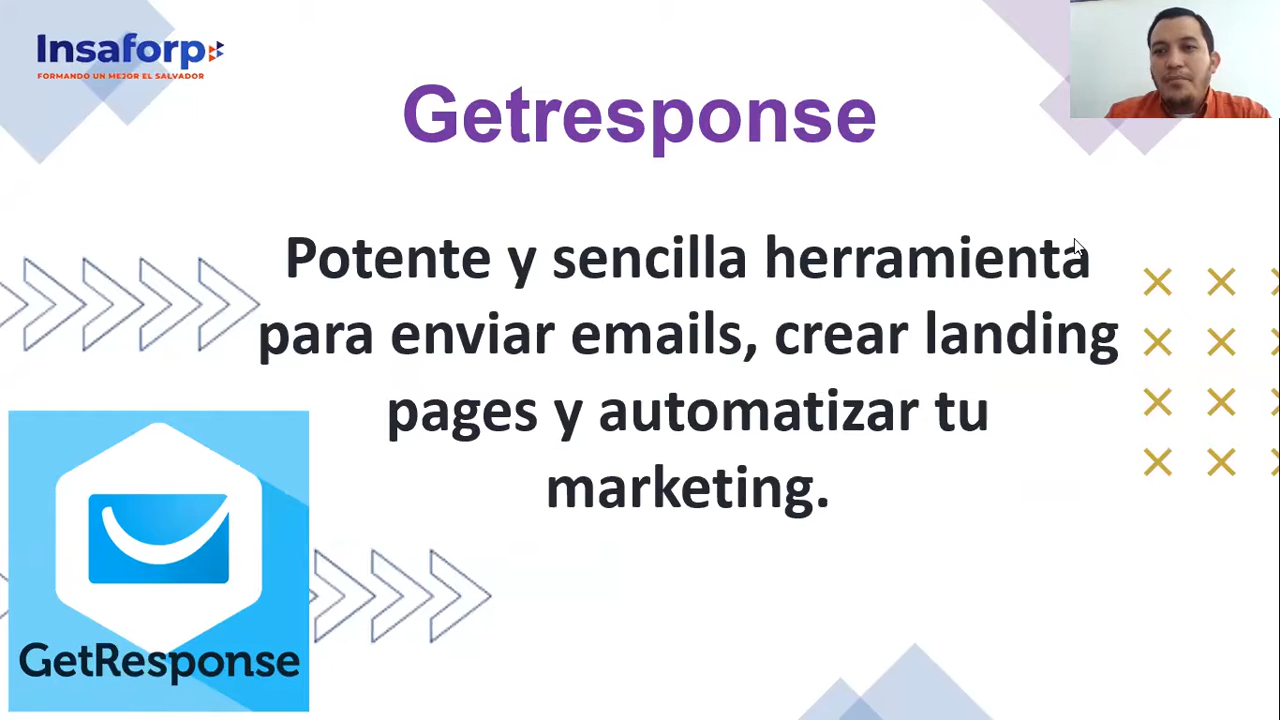 Insaforp
FORMANDO UN MEJOR EL SALVADOR
Getresponse
Potente y sencilla herramienta
para enviar emails, crear landing
pages y automatizar tu
marketing.
GetResponse